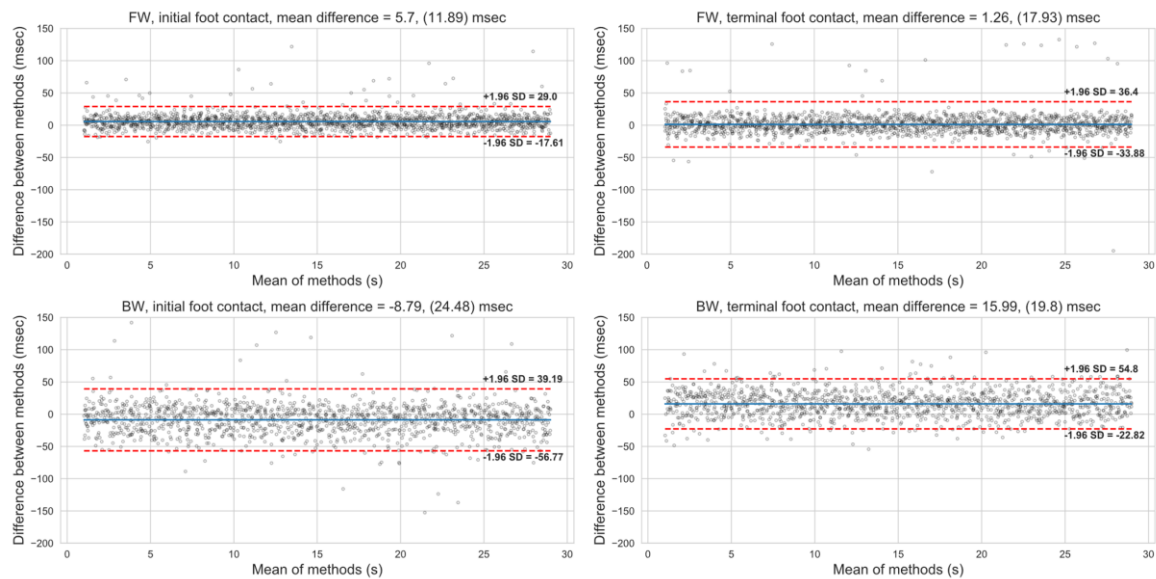 FW, initial foot contact, mean difference = 5.7, (11.89) msec
Difference between methods (msec)
150
100
50
0
−50
−100
−150
−200
+1.96 SD = 29.0
-1.96 SD = -17.61
0 5 10 15 20 25 30
Mean of methods (s)
FW, terminal foot contact, mean difference = 1.26, (17.93) msec
Difference between methods (msec)
150
100
50
0
−50
−100
−150
−200
+1.96 SD = 36.4
-1.96 SD = -33.88
0 5 10 15 20 25 30
Mean of methods (s)
BW, initial foot contact, mean difference = -8.79, (24.48) msec
Difference between methods (msec)
150
100
50
0
−50
−100
−150
−200
+1.96 SD = 39.19
-1.96 SD = -56.77
0 5 10 15 20 25 30
Mean of methods (s)
BW, terminal foot contact, mean difference = 15.99, (19.8) msec
Difference between methods (msec)
150
100
50
0
−50
−100
−150
−200
+1.96 SD = 54.8
-1.96 SD = -22.82
0 5 10 15 20 25 30
Mean of methods (s)